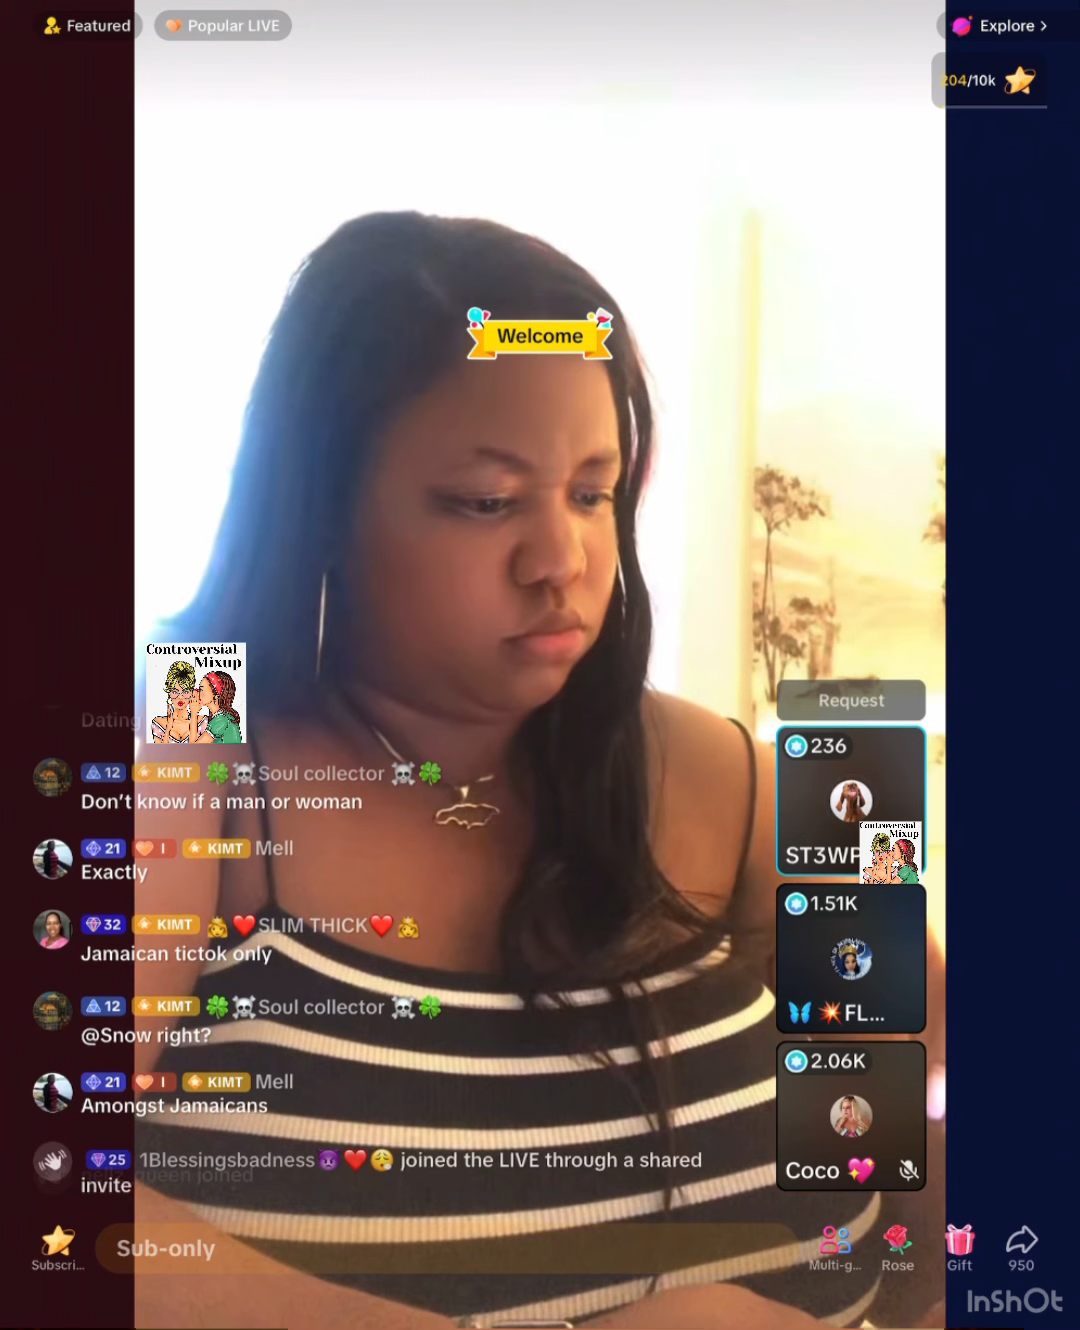 Featured
Popular LIVE
Explore >
204/10k
Welcome
Controversial
Mixup
Request
Dating
236
12 KIMT 🍀☠️Soul collector☠️🍀
Don't know if a man or woman
Controversial
Mixup
ST3WF
21 I KIMT Mell
Exactly
1.51K
32 KIMT 👸❤️SLIM THICK❤️👸
Jamaican tictok only
12 KIMT 🍀☠️Soul collector☠️🍀
@Snow right?
🦋💥FL...
2.06K
21 I KIMT Mell
Amongst Jamaicans
25 1Blessingsbadness😈❤️😮‍💨 joined the LIVE through a shared
invite
Coco 💖
Sub-only
Subscri...
Multi-g...
Rose
Gift
950
InShOt